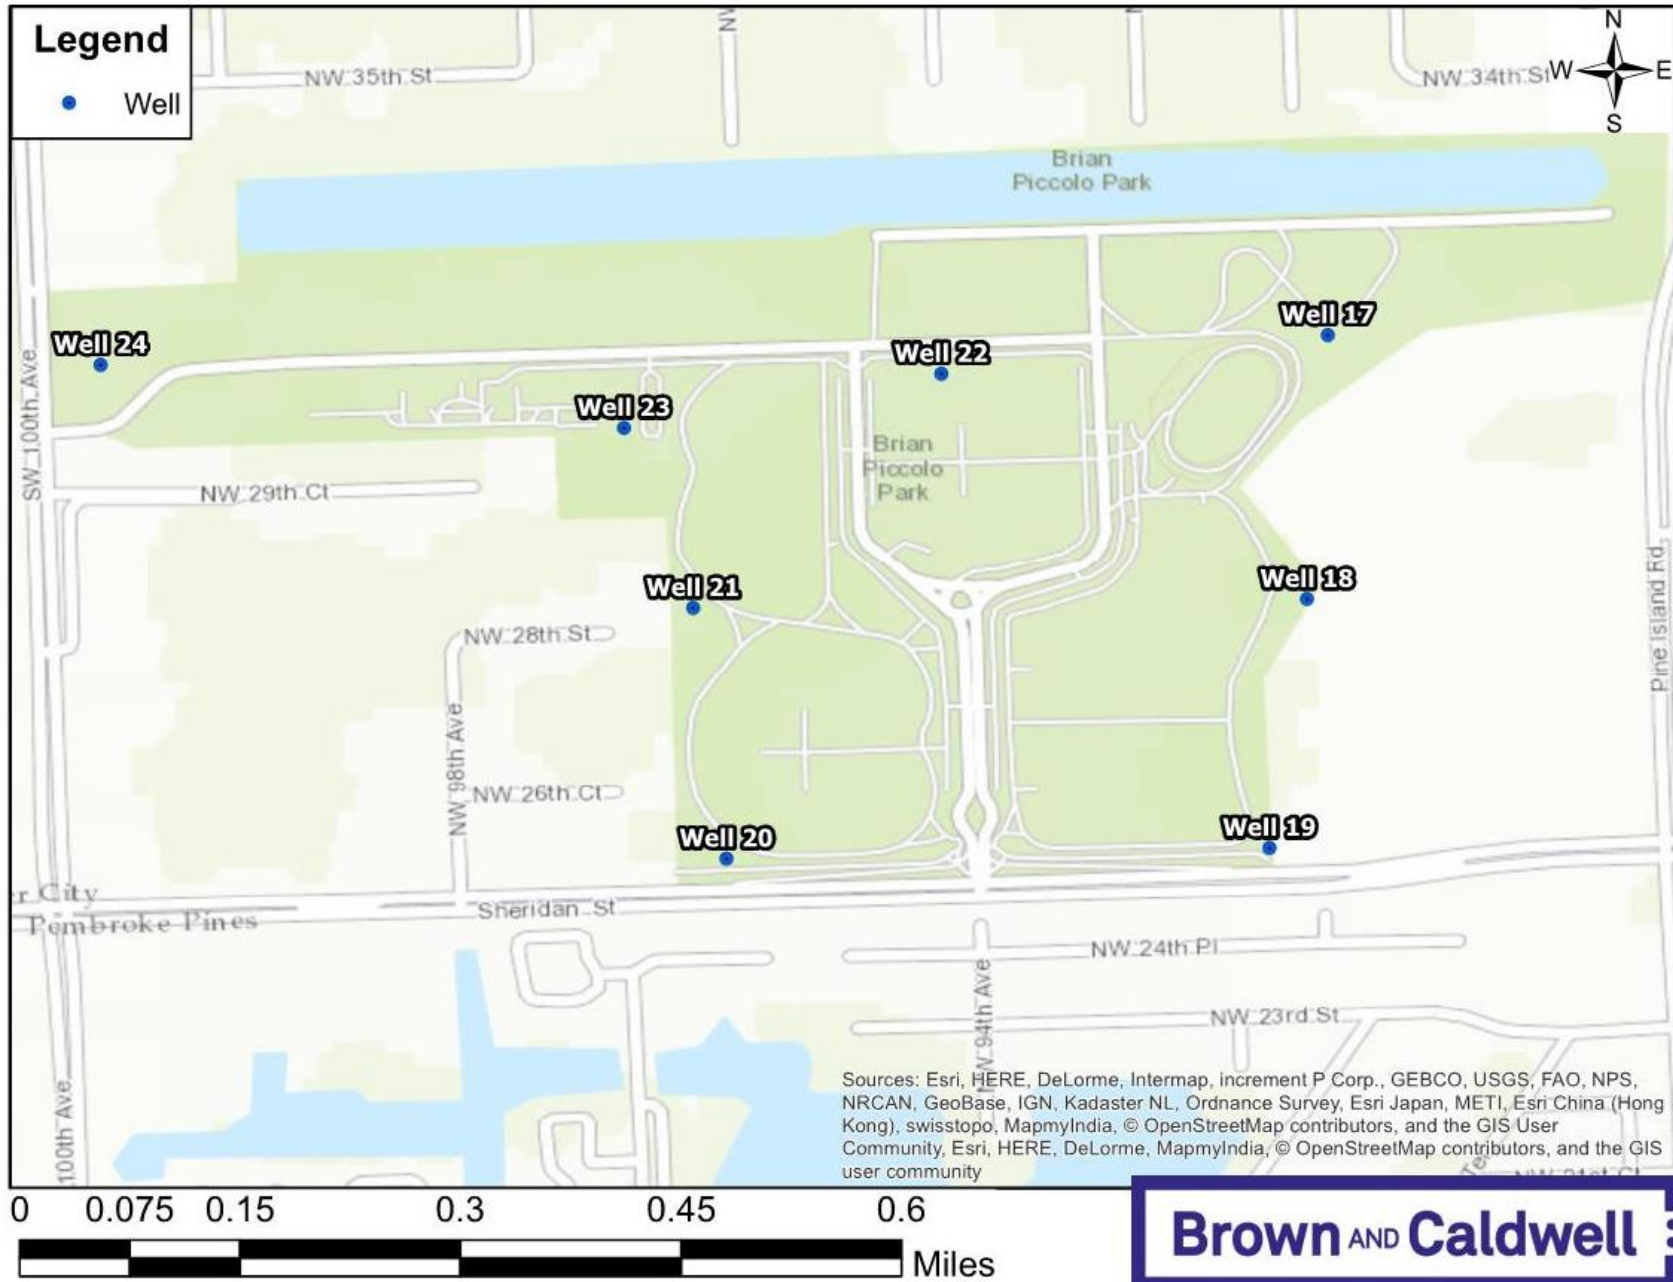 Legend
Well
N
W
E
S
NW 35th St
NW 34th St
Brian
Piccolo Park
Well 17
Well 24
Well 22
Well 23
SW 100th Ave
Brian
Piccolo
Park
NW 29th Ct
Well 18
Well 21
Pine Island Rd
NW 28th St
NW 98th Ave
NW 26th Ct
Well 19
Well 20
r City
Sheridan St
Pembroke Pines
NW 24th Pl
NW 94th Ave
NW 23rd St
100th Ave
Sources: Esri, HERE, DeLorme, Intermap, increment P Corp., GEBCO, USGS, FAO, NPS,
NRCAN, GeoBase, IGN, Kadaster NL, Ordnance Survey, Esri Japan, METI, Esri China (Hong
Kong), swisstopo, MapmyIndia, © OpenStreetMap contributors, and the GIS User
Community, Esri, HERE, DeLorme, MapmyIndia, © OpenStreetMap contributors, and the GIS
user community
0 0.075 0.15 0.3 0.45 0.6
Miles
Brown AND Caldwell